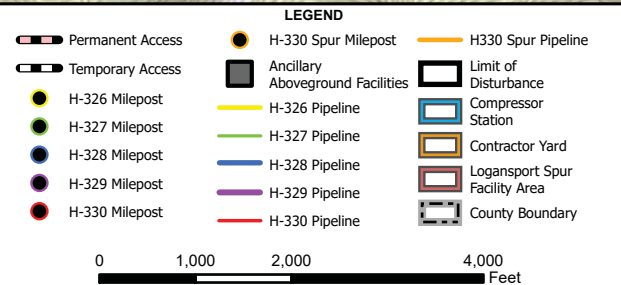 LEGEND
Permanent Access
Temporary Access
H-326 Milepost
H-327 Milepost
H-328 Milepost
H-329 Milepost
H-330 Milepost
H-330 Spur Milepost
Ancillary
Aboveground Facilities
H-326 Pipeline
H-327 Pipeline
H-328 Pipeline
H-329 Pipeline
H-330 Pipeline
H330 Spur Pipeline
Limit of
Disturbance
Compressor
Station
Contractor Yard
Logansport Spur
Facility Area
County Boundary
0 1,000 2,000 4,000
Feet